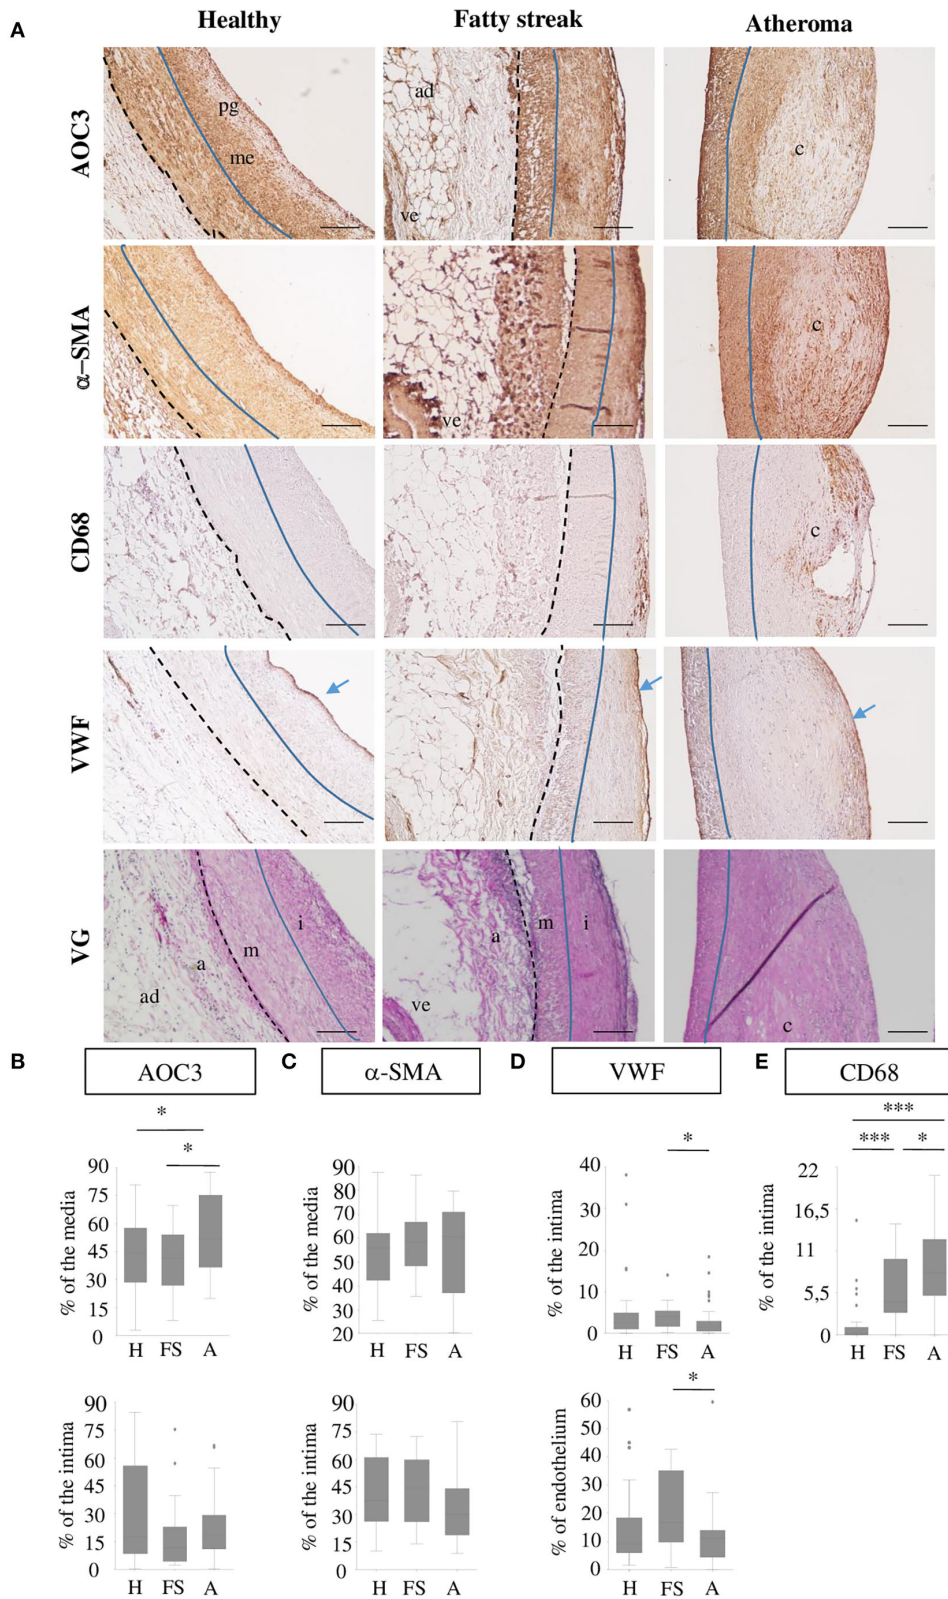 A
Healthy Fatty streak Atheroma
AOC3
pg
me
ad
ve
c
α–SMA
ve
c
CD68
c
VWF
VG
i
m
a
ad
a
m
i
ve
c
B AOC3 C α-SMA D VWF E CD68
*
*
90
75
60
45
30
15
0
% of the media
H FS A
90
80
70
60
50
40
30
20
% of the media
H FS A
*
40
30
20
10
0
% of the intima
H FS A
***
*** *
22
16,5
11
5,5
0
% of the intima
H FS A
90
75
60
45
30
15
0
% of the intima
H FS A
90
75
60
45
30
15
0
% of the intima
H FS A
*
60
50
40
30
20
10
0
% of endothelium
H FS A